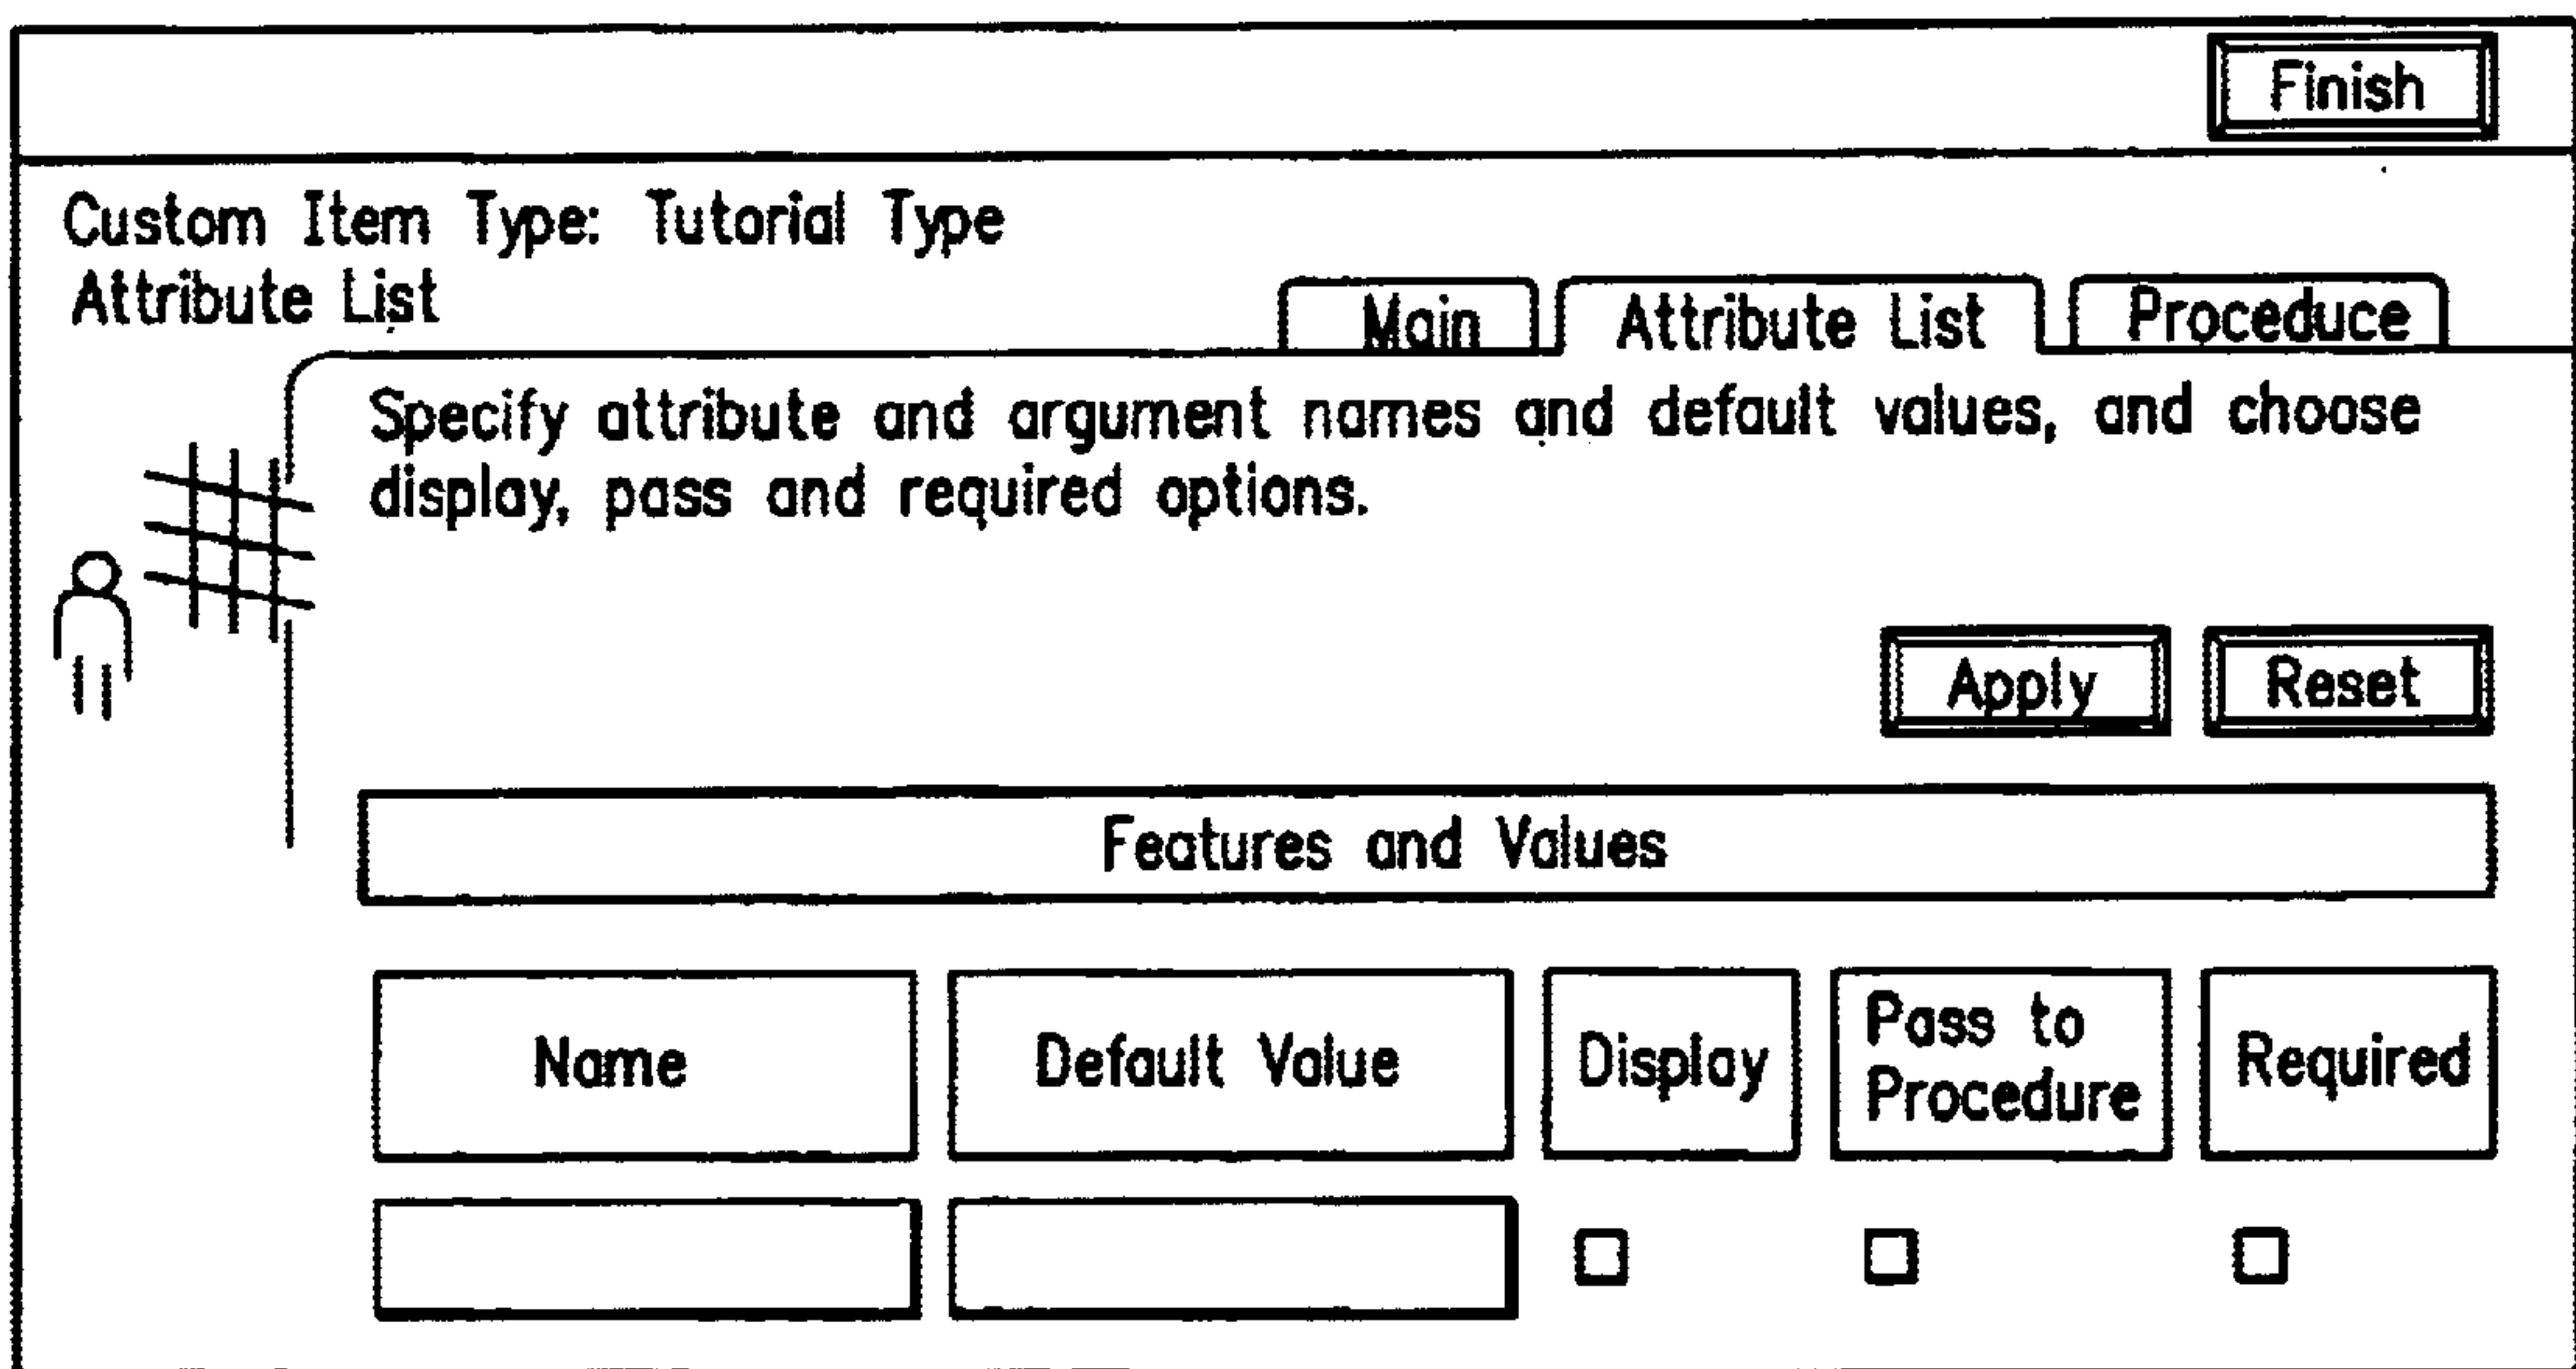 Finish
Custom Item Type: Tutorial Type
Attribute List
Main Attribute List Proceduce
Specify attribute and argument names and default values, and choose
display, pass and required options.
Apply Reset
Features and Values
Name Default Value Display Pass to Procedure Required